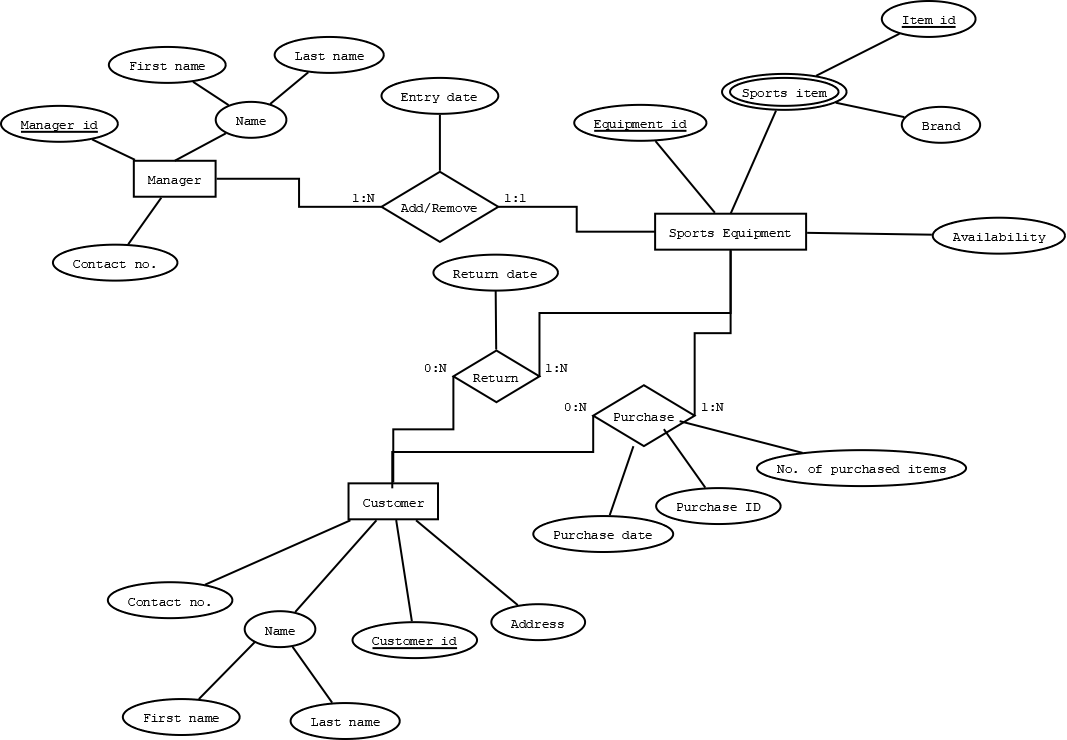 Item id
First name
Last name
Sports item
Entry date
Manager id
Name
Equipment id
Brand
Manager
1:N
1:1
Add/Remove
Sports Equipment
Availability
Contact no.
Return date
0:N
1:N
Return
0:N
1:N
Purchase
No. of purchased items
Customer
Purchase ID
Purchase date
Contact no.
Name
Address
Customer id
First name
Last name